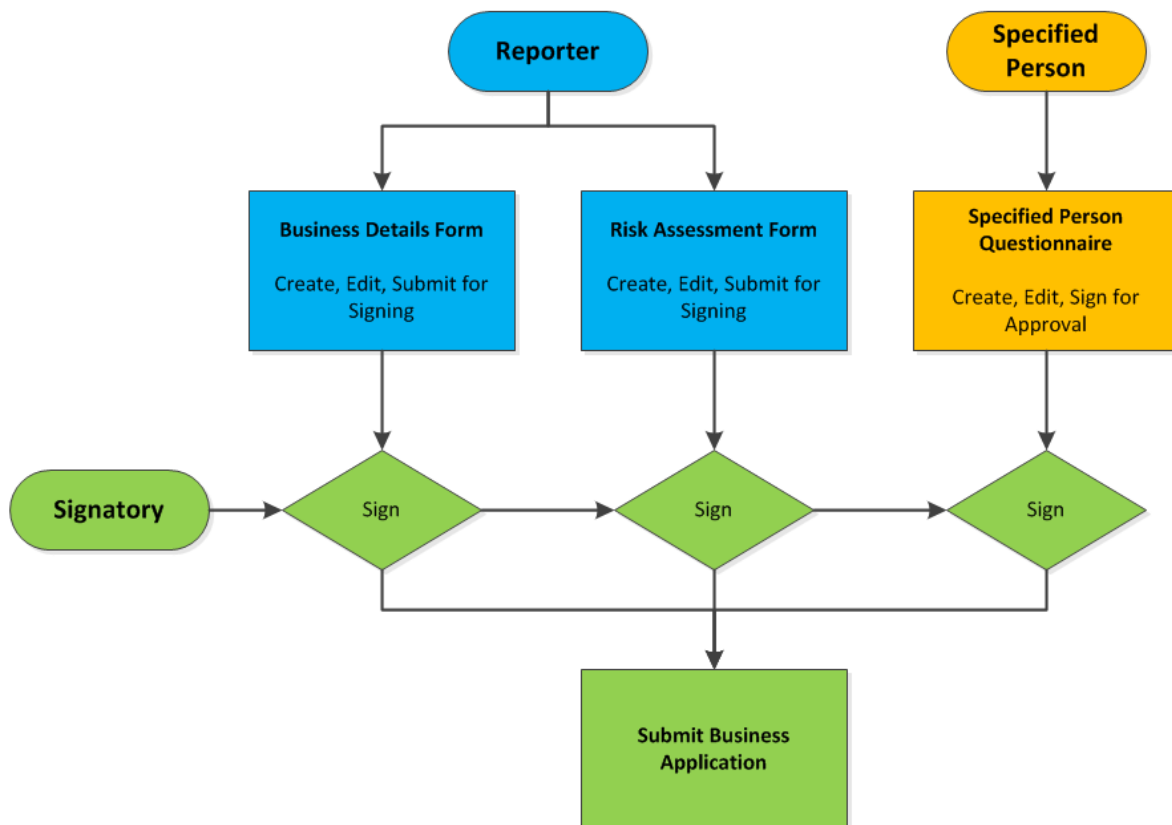 Reporter
Specified
Person
Business Details Form
Create, Edit, Submit for
Signing
Risk Assessment Form
Create, Edit, Submit for
Signing
Specified Person
Questionnaire
Create, Edit, Sign for
Approval
Signatory
Sign
Sign
Sign
Submit Business
Application